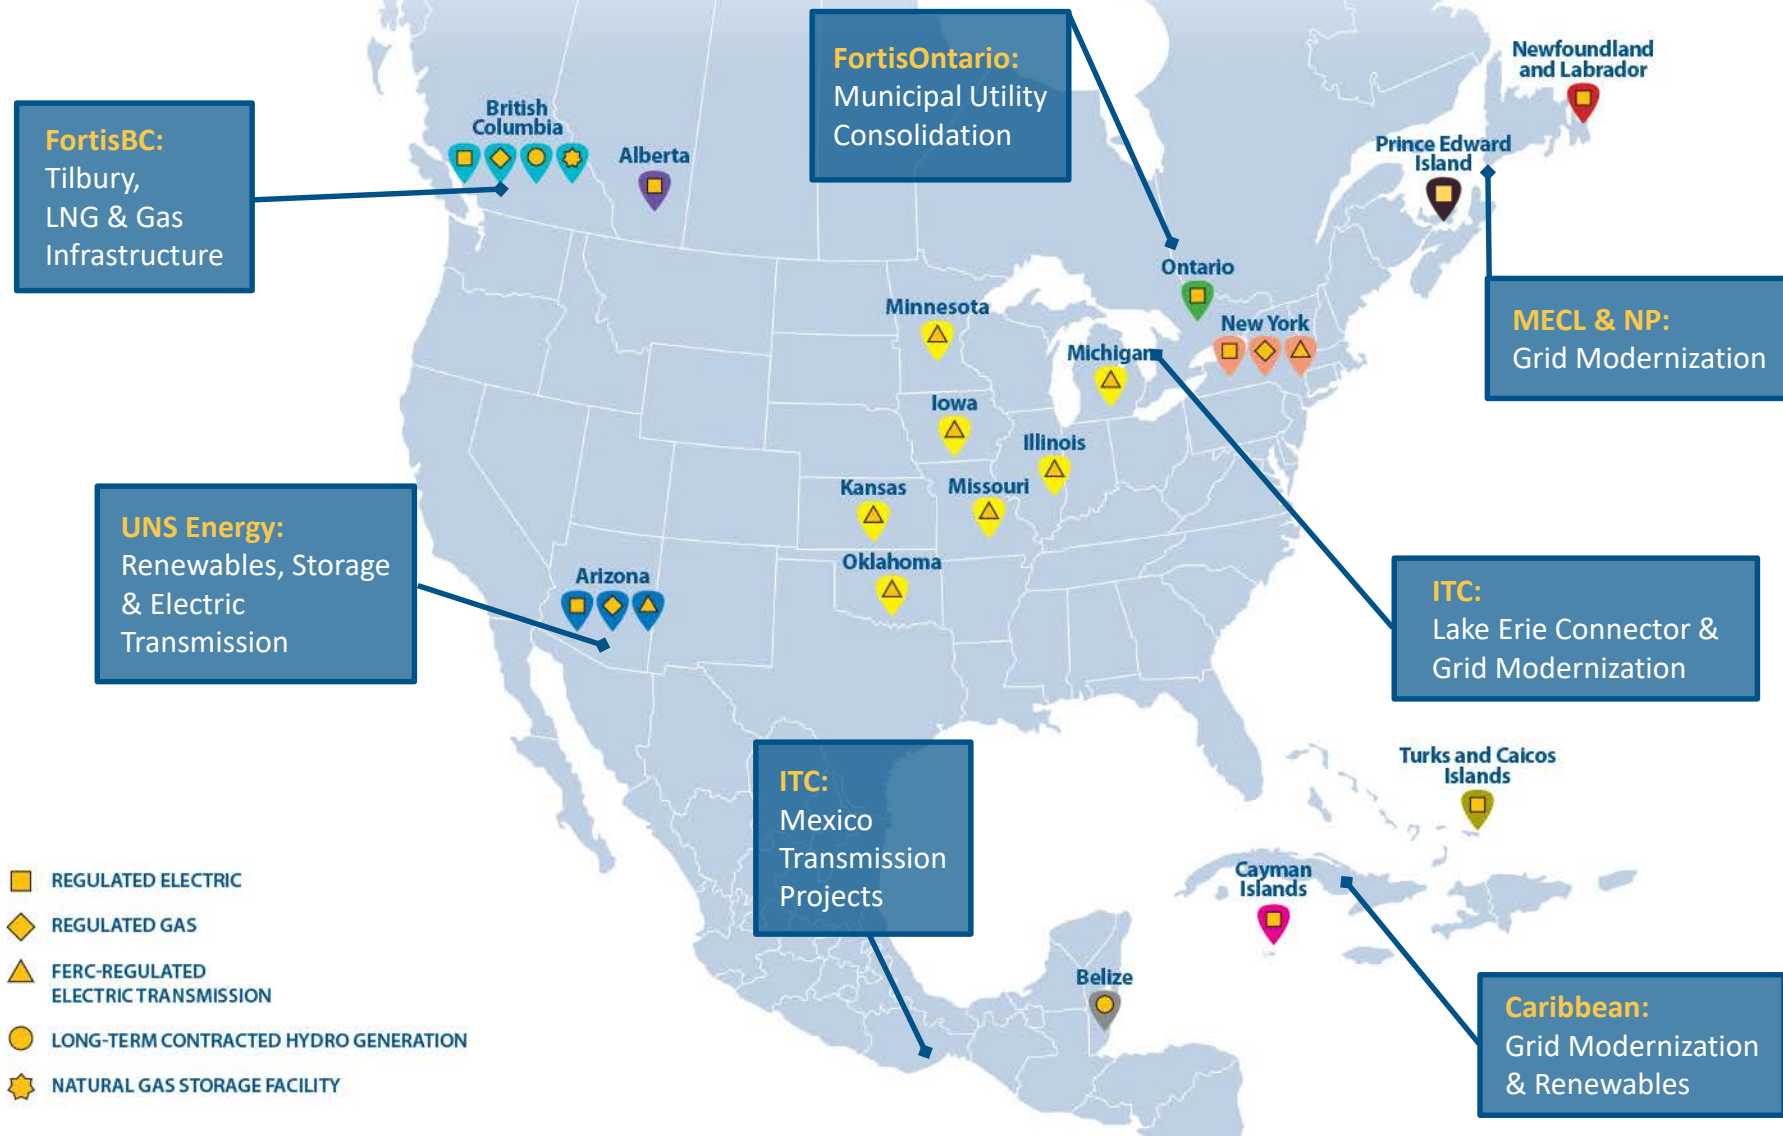 FortisOntario:
Municipal Utility
Consolidation
Newfoundland
and Labrador
FortisBC:
Tilbury,
LNG & Gas
Infrastructure
British
Columbia
Alberta
Prince Edward
Island
Ontario
Minnesota
New York
Michigan
MECL & NP:
Grid Modernization
Iowa
Illinois
Kansas
Missouri
UNS Energy:
Renewables, Storage
& Electric
Transmission
Arizona
Oklahoma
ITC:
Lake Erie Connector &
Grid Modernization
ITC:
Mexico
Transmission
Projects
Turks and Caicos
Islands
Cayman
Islands
Belize
Caribbean:
Grid Modernization
& Renewables
REGULATED ELECTRIC
REGULATED GAS
FERC-REGULATED
ELECTRIC TRANSMISSION
LONG-TERM CONTRACTED HYDRO GENERATION
NATURAL GAS STORAGE FACILITY